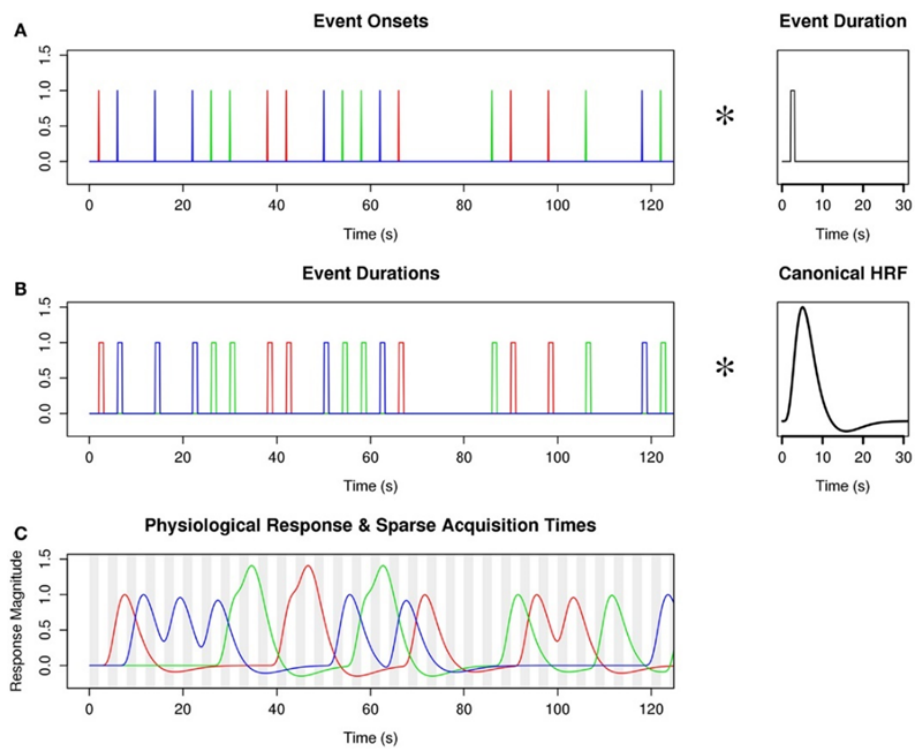 A
Event Onsets
Event Duration
1.5
1.0
0.5
0.0
*
0 20 40 60 80 100 120
0 10 20 30
Time (s)
Time (s)
B
Event Durations
Canonical HRF
1.5
1.0
0.5
0.0
*
0 20 40 60 80 100 120
0 10 20 30
Time (s)
Time (s)
C
Physiological Response & Sparse Acquisition Times
Response Magnitude
1.5
1.0
0.5
0.0
0 20 40 60 80 100 120
Time (s)